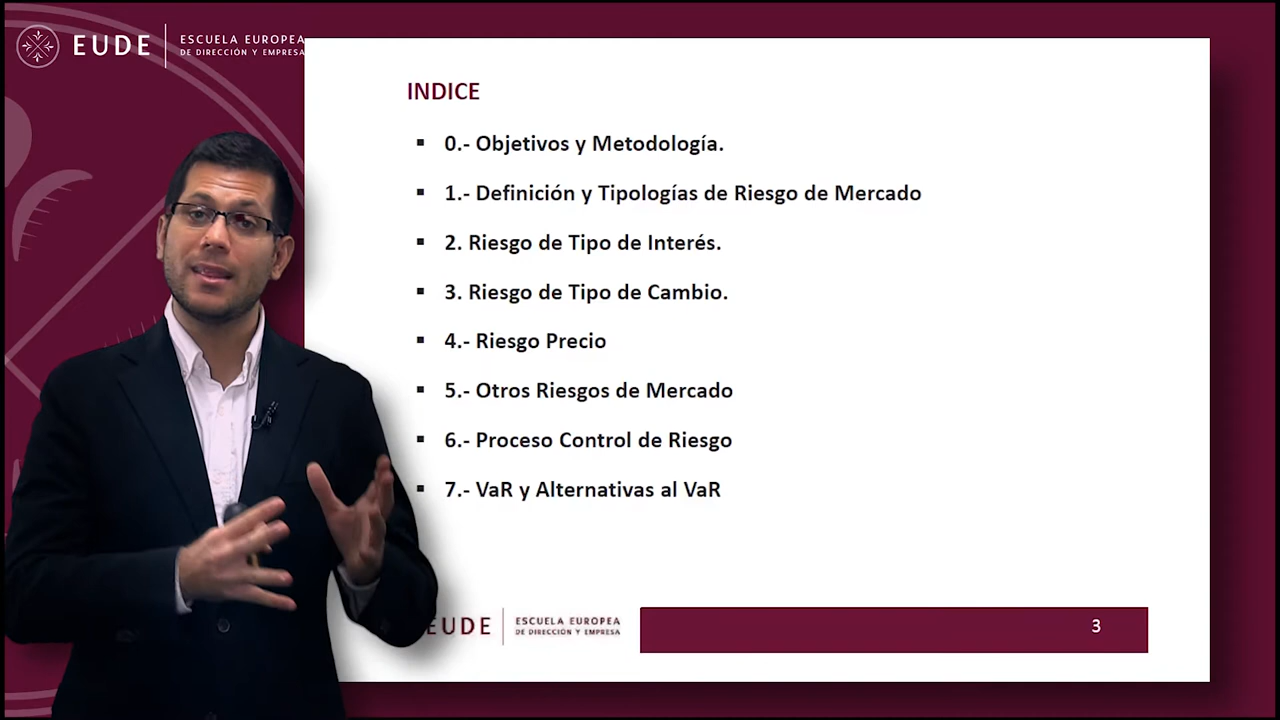 EUDE
ESCUELA EUROPEA
DE DIRECCIÓN Y EMPRESA
INDICE
0.- Objetivos y Metodología.
1.- Definición y Tipologías de Riesgo de Mercado
2. Riesgo de Tipo de Interés.
3. Riesgo de Tipo de Cambio.
4.- Riesgo Precio
5.- Otros Riesgos de Mercado
6.- Proceso Control de Riesgo
7.- VaR y Alternativas al VaR
EUDE
ESCUELA EUROPEA
DE DIRECCIÓN Y EMPRESA
3